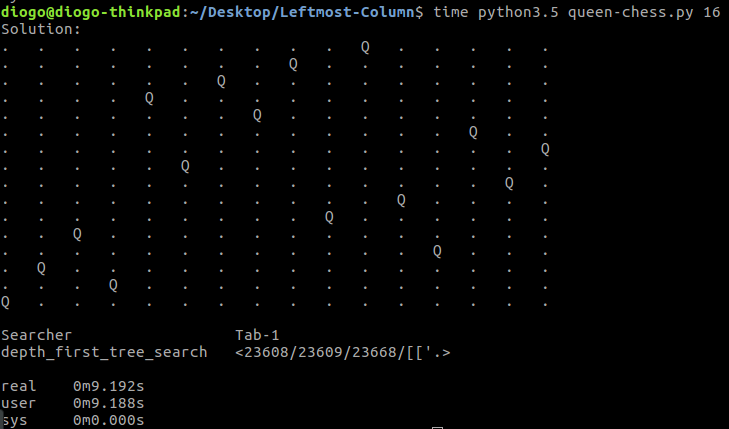 diogo@diogo-thinkpad:~/Desktop/Leftmost-Column$ time python3.5 queen-chess.py 16
Solution:
.   .   .   .   .   .   .   .   .   .   Q   .   .   .   .   .
.   .   .   .   .   .   .   .   Q   .   .   .   .   .   .   .
.   .   .   .   .   .   Q   .   .   .   .   .   .   .   .   .
.   .   .   .   Q   .   .   .   .   .   .   .   .   .   .   .
.   .   .   .   .   .   .   Q   .   .   .   .   .   .   .   .
.   .   .   .   .   .   .   .   .   .   .   .   .   Q   .   .
.   .   .   .   .   .   .   .   .   .   .   .   .   .   .   Q
.   .   .   .   .   Q   .   .   .   .   .   .   .   .   .   .
.   .   .   .   .   .   .   .   .   .   .   .   .   .   Q   .
.   .   .   .   .   .   .   .   .   .   .   Q   .   .   .   .
.   .   .   .   .   .   .   .   .   Q   .   .   .   .   .   .
.   .   Q   .   .   .   .   .   .   .   .   .   .   .   .   .
.   .   .   .   .   .   .   .   .   .   .   .   Q   .   .   .
.   Q   .   .   .   .   .   .   .   .   .   .   .   .   .   .
.   .   .   Q   .   .   .   .   .   .   .   .   .   .   .   .
Q   .   .   .   .   .   .   .   .   .   .   .   .   .   .   .
Searcher                  Tab-1
depth_first_tree_search   <23608/23609/23668/[['.>
real    0m9.192s
user    0m9.188s
sys     0m0.000s